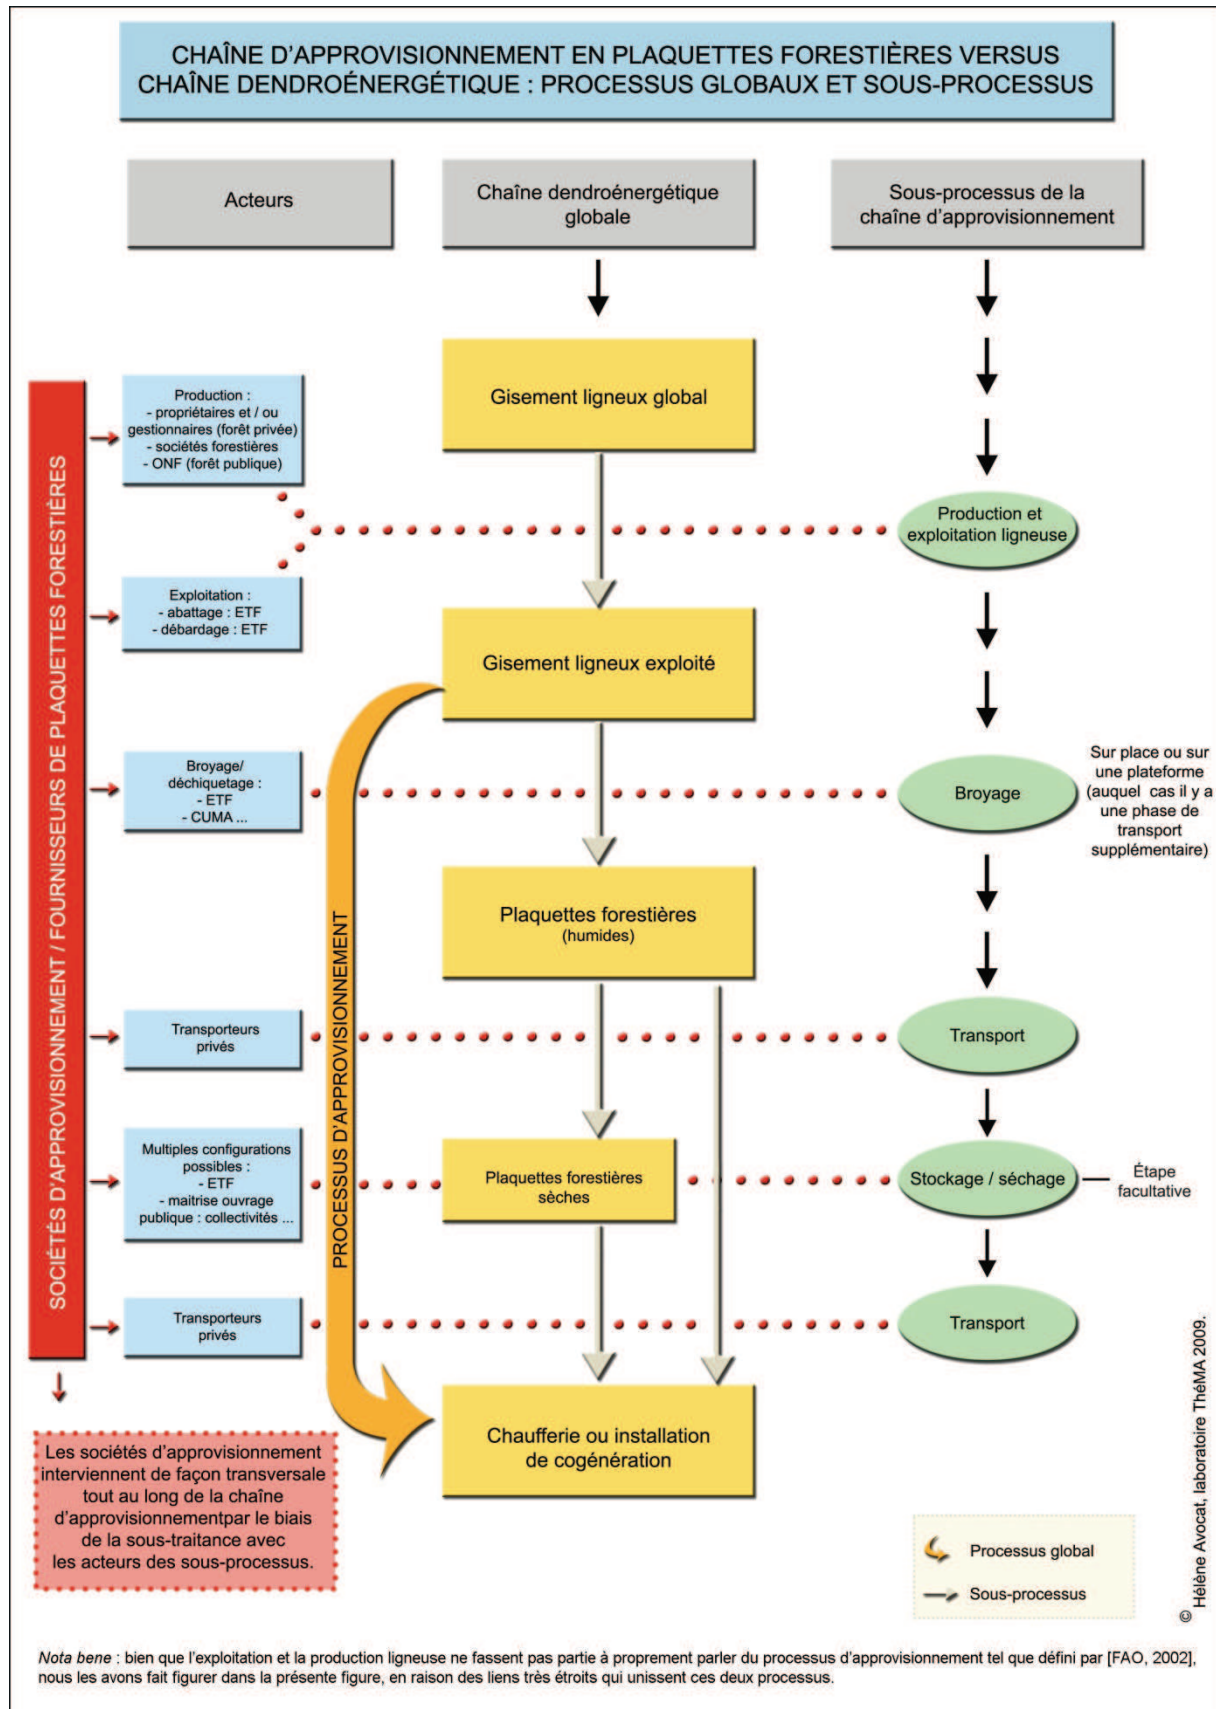 CHAÎNE D'APPROVISIONNEMENT EN PLAQUETTES FORESTIÈRES VERSUS
CHAÎNE DENDROÉNERGÉTIQUE : PROCESSUS GLOBAUX ET SOUS-PROCESSUS
Acteurs
Chaîne dendroénergétique
globale
Sous-processus de la
chaîne d'approvisionnement
SOCIÉTÉS D'APPROVISIONNEMENT / FOURNISSEURS DE PLAQUETTES FORESTIÈRES
Production :
- propriétaires et / ou
gestionnaires (forêt privée)
- sociétés forestières
- ONF (forêt publique)
Gisement ligneux global
Production et
exploitation ligneuse
Exploitation :
- abattage : ETF
- débardage : ETF
Gisement ligneux exploité
PROCESSUS D'APPROVISIONNEMENT
Broyage/
déchiquetage :
- ETF
- CUMA ...
Broyage
Sur place ou sur
une plateforme
(auquel cas il y a
une phase de
transport
supplémentaire)
Plaquettes forestières
(humides)
Transporteurs
privés
Transport
Multiples configurations
possibles :
- ETF
- maitrise ouvrage
publique : collectivités ...
Plaquettes forestières
sèches
Stockage / séchage
Étape
facultative
Transporteurs
privés
Transport
Chaufferie ou installation
de cogénération
Les sociétés d'approvisionnement
interviennent de façon transversale
tout au long de la chaîne
d'approvisionnementpar le biais
de la sous-traitance avec
les acteurs des sous-processus.
Processus global
Sous-processus
© Hélène Avocat, laboratoire ThéMA 2009.
Nota bene : bien que l'exploitation et la production ligneuse ne fassent pas partie à proprement parler du processus d'approvisionnement tel que défini par [FAO, 2002],
nous les avons fait figurer dans la présente figure, en raison des liens très étroits qui unissent ces deux processus.